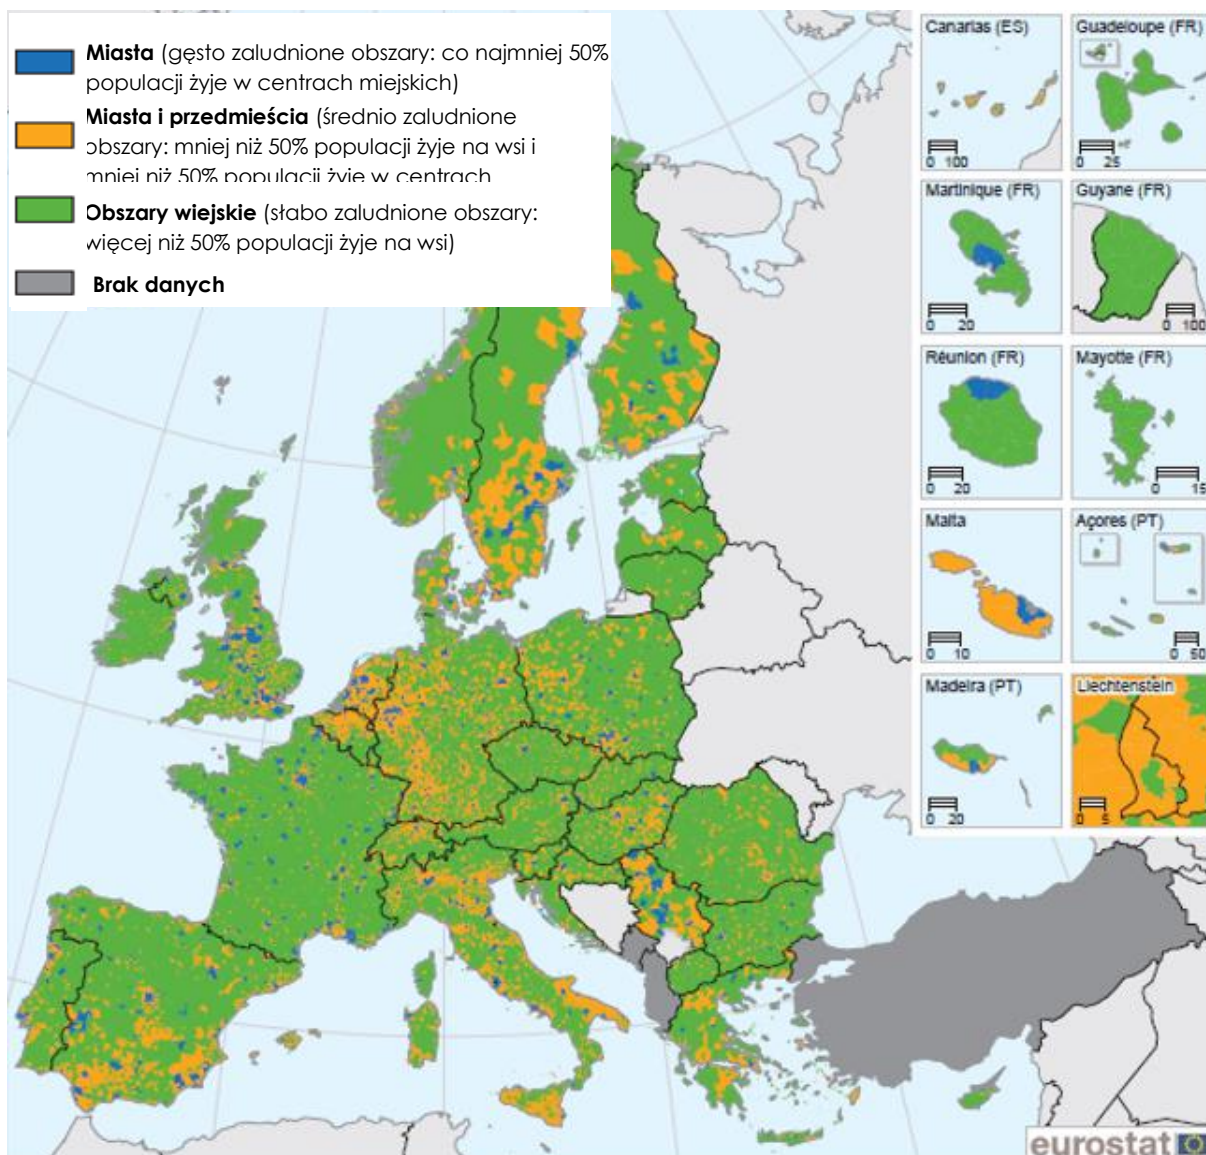 Miasta (gęsto zaludnione obszary: co najmniej 50%
populacji żyje w centrach miejskich)
Miasta i przedmieścia (średnio zaludnione
obszary: mniej niż 50% populacji żyje na wsi i
mniej niż 50% populacji żyje w centrach
Obszary wiejskie (słabo zaludnione obszary:
więcej niż 50% populacji żyje na wsi)
Brak danych
Canarias (ES)
0 100
Guadeloupe (FR)
0 25
Martinique (FR)
0 20
Guyane (FR)
0 100
Réunion (FR)
0 20
Mayotte (FR)
0 15
Malta
0 10
Açores (PT)
0 50
Madeira (PT)
0 20
Liechtenstein
0 5
eurostat